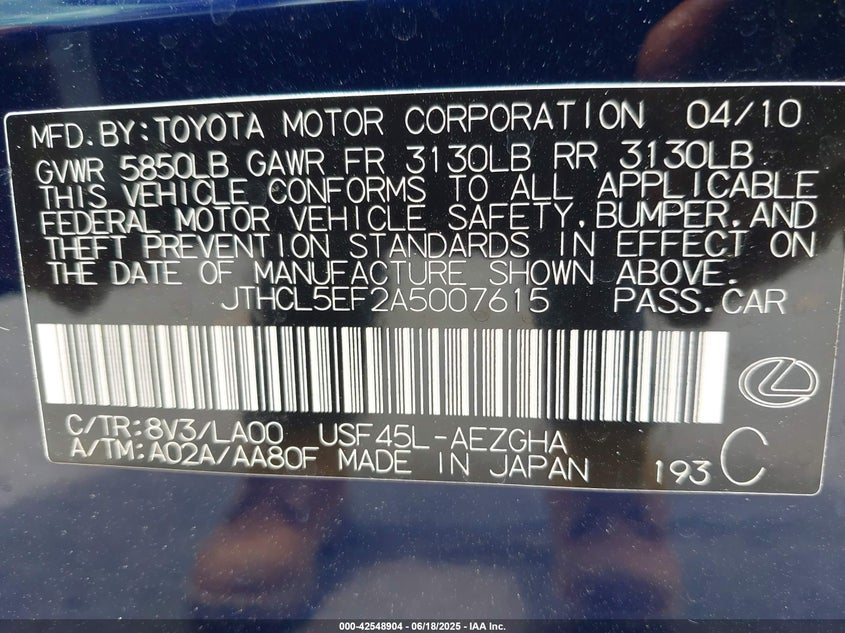 MFD. BY: TOYOTA MOTOR CORPORATION 04/10
GVWR 5850LB GAWR FR 3130LB RR 3130LB
THIS VEHICLE CONFORMS TO ALL APPLICABLE
FEDERAL MOTOR VEHICLE SAFETY, BUMPER, AND
THEFT PREVENTION STANDARDS IN EFFECT ON
THE DATE OF MANUFACTURE SHOWN ABOVE.
JTHCL5EF2A5007615 PASS. CAR
C/TR: 8V3/LA00 USF45L-AEZGHA
A/TM: A02A/AA80F MADE IN JAPAN 193 C
000-42548904 - 06/18/2025 - IAA Inc.